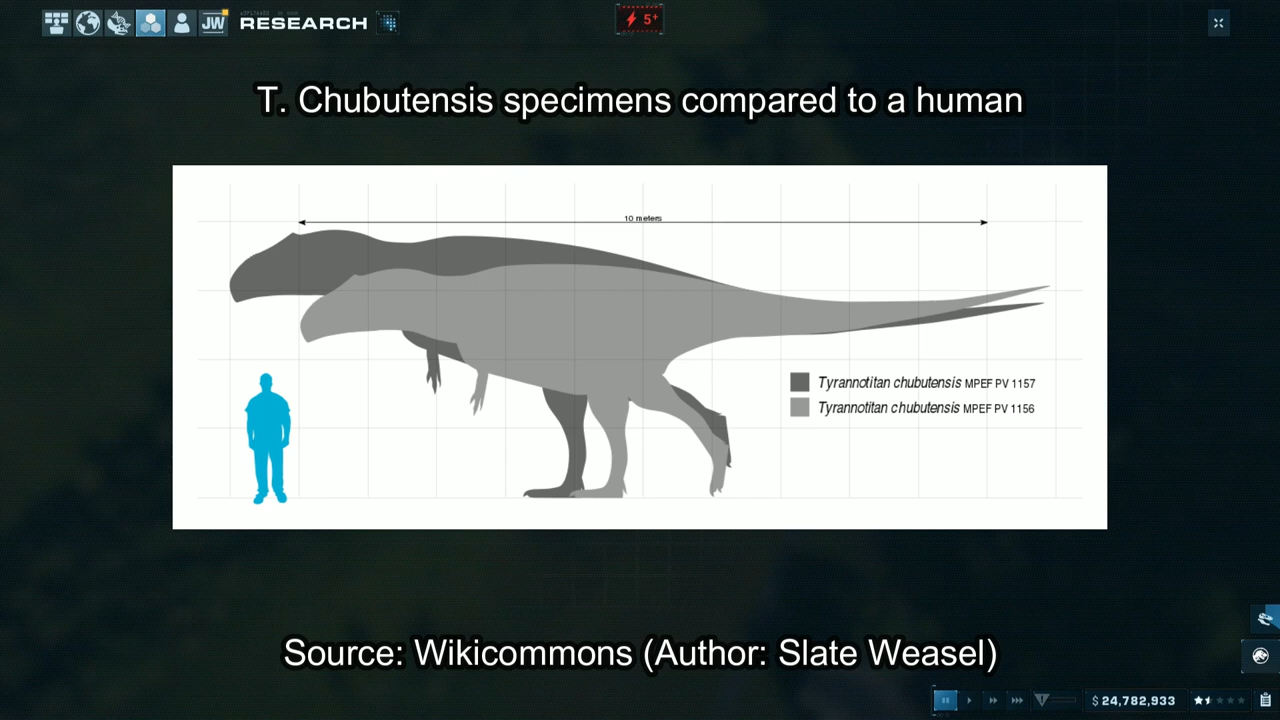 JW
RESEARCH
5+
T. Chubutensis specimens compared to a human
10 meters
Tyrannotitan chubutensis MPEF PV 1157
Tyrannotitan chubutensis MPEF PV 1156
Source: Wikicommons (Author: Slate Weasel)
$ 24,782,933